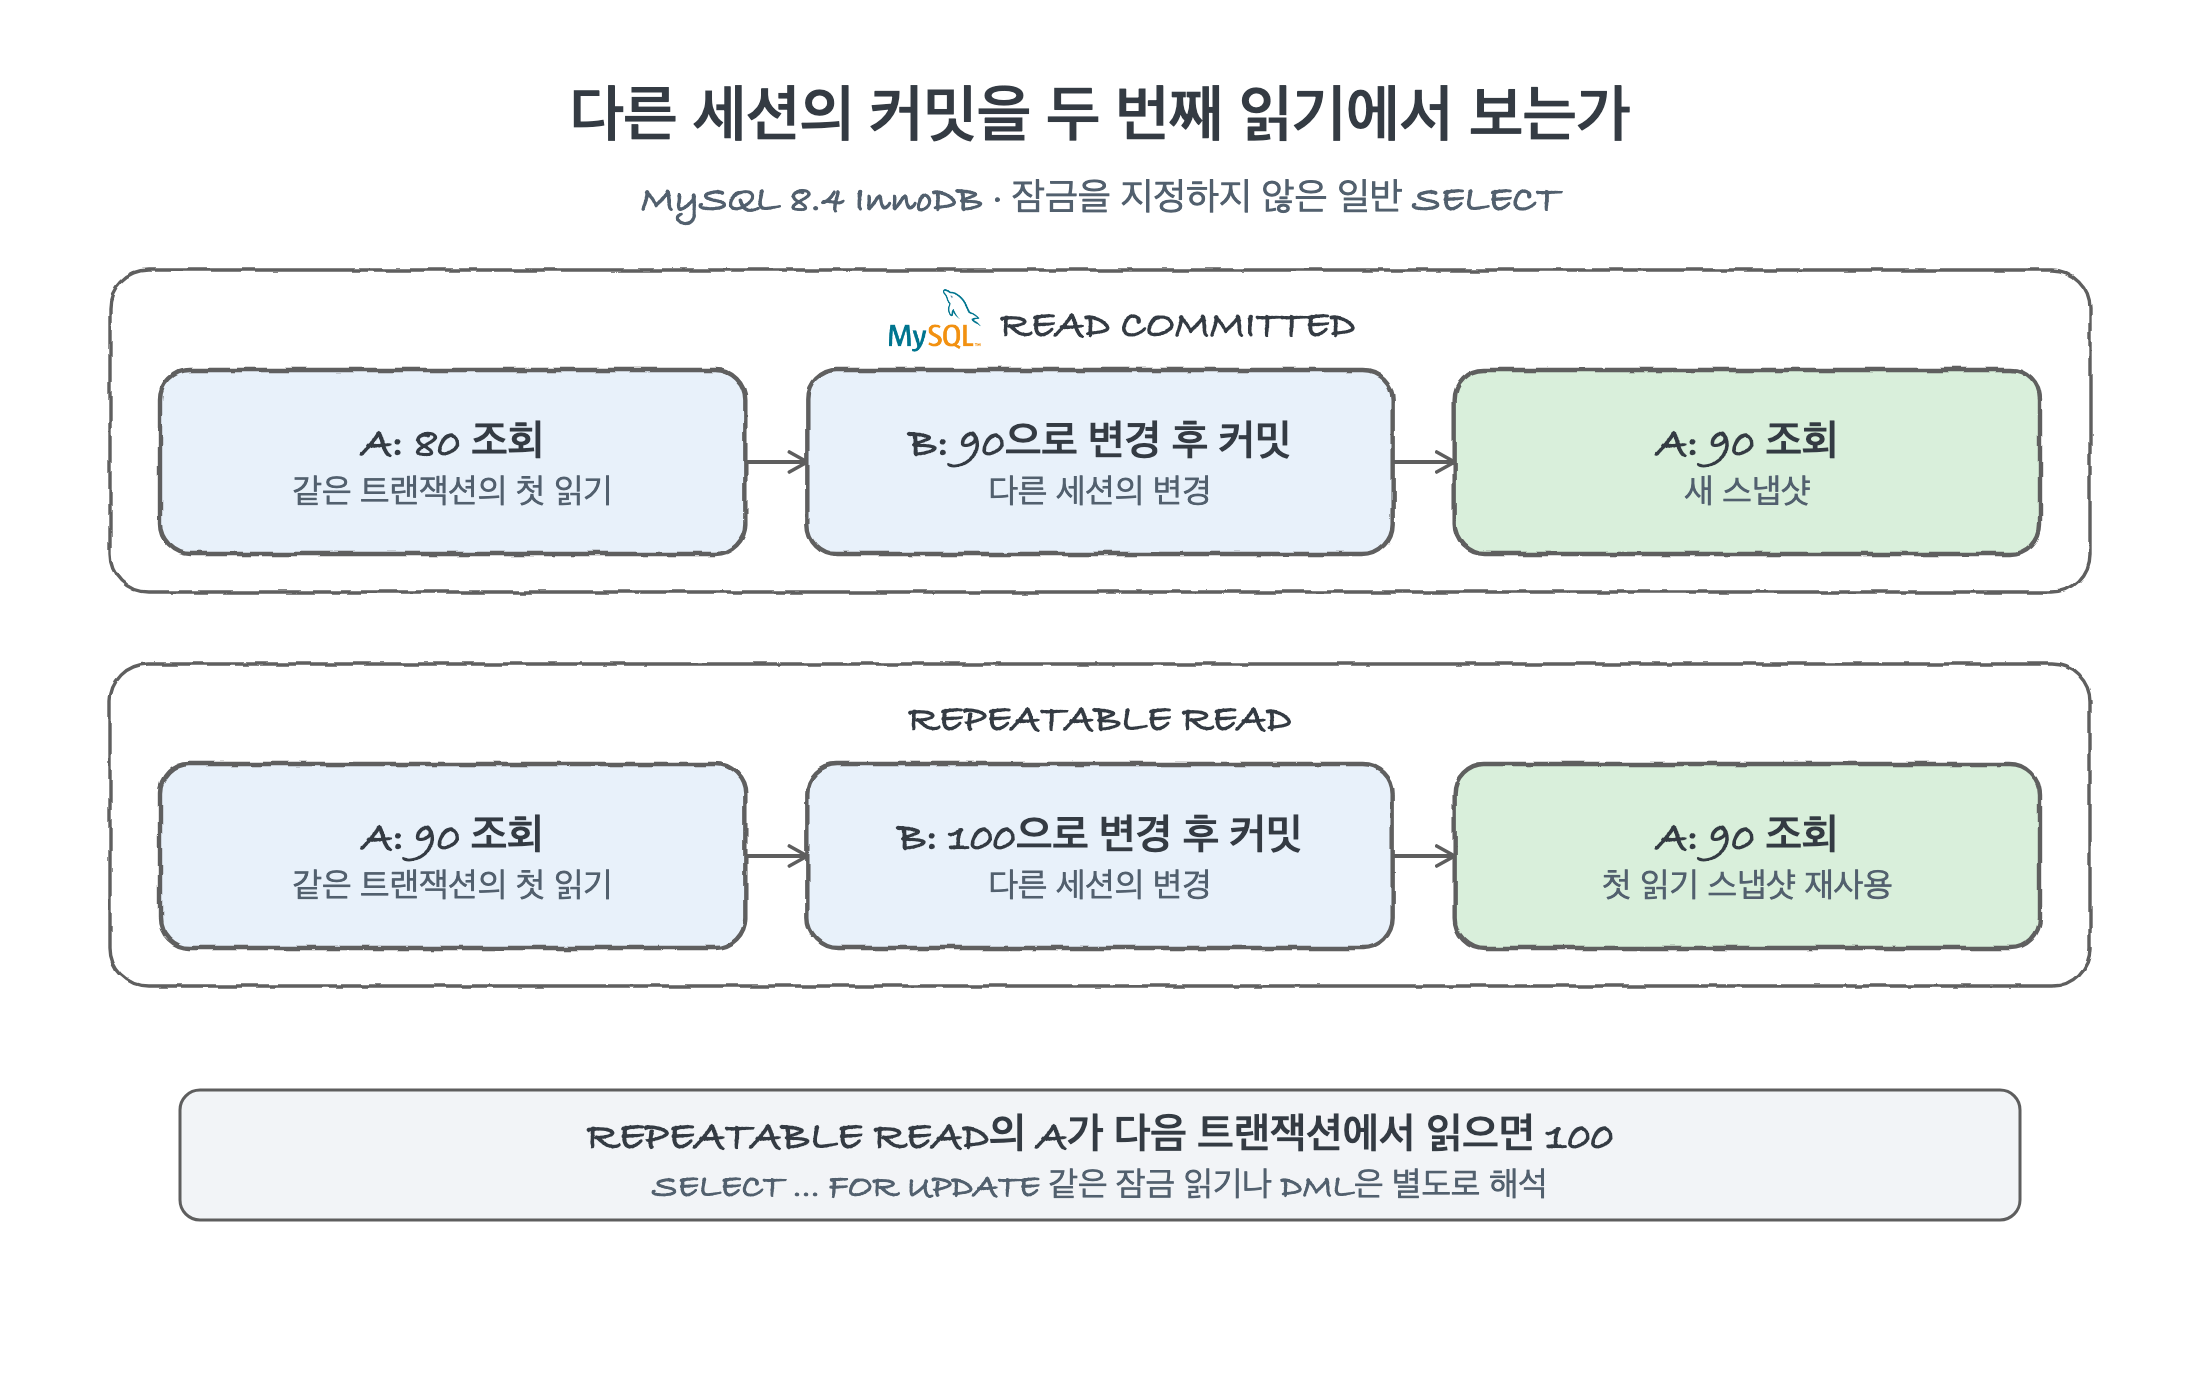 다른 세션의 커밋을 두 번째 읽기에서 보는가
MySQL 8.4 InnoDB · 잠금을 지정하지 않은 일반 SELECT
MySQL™ READ COMMITTED
A: 80 조회
같은 트랜잭션의 첫 읽기
B: 90으로 변경 후 커밋
다른 세션의 변경
A: 90 조회
새 스냅샷
REPEATABLE READ
A: 90 조회
같은 트랜잭션의 첫 읽기
B: 100으로 변경 후 커밋
다른 세션의 변경
A: 90 조회
첫 읽기 스냅샷 재사용
REPEATABLE READ의 A가 다음 트랜잭션에서 읽으면 100
SELECT ... FOR UPDATE 같은 잠금 읽기나 DML은 별도로 해석